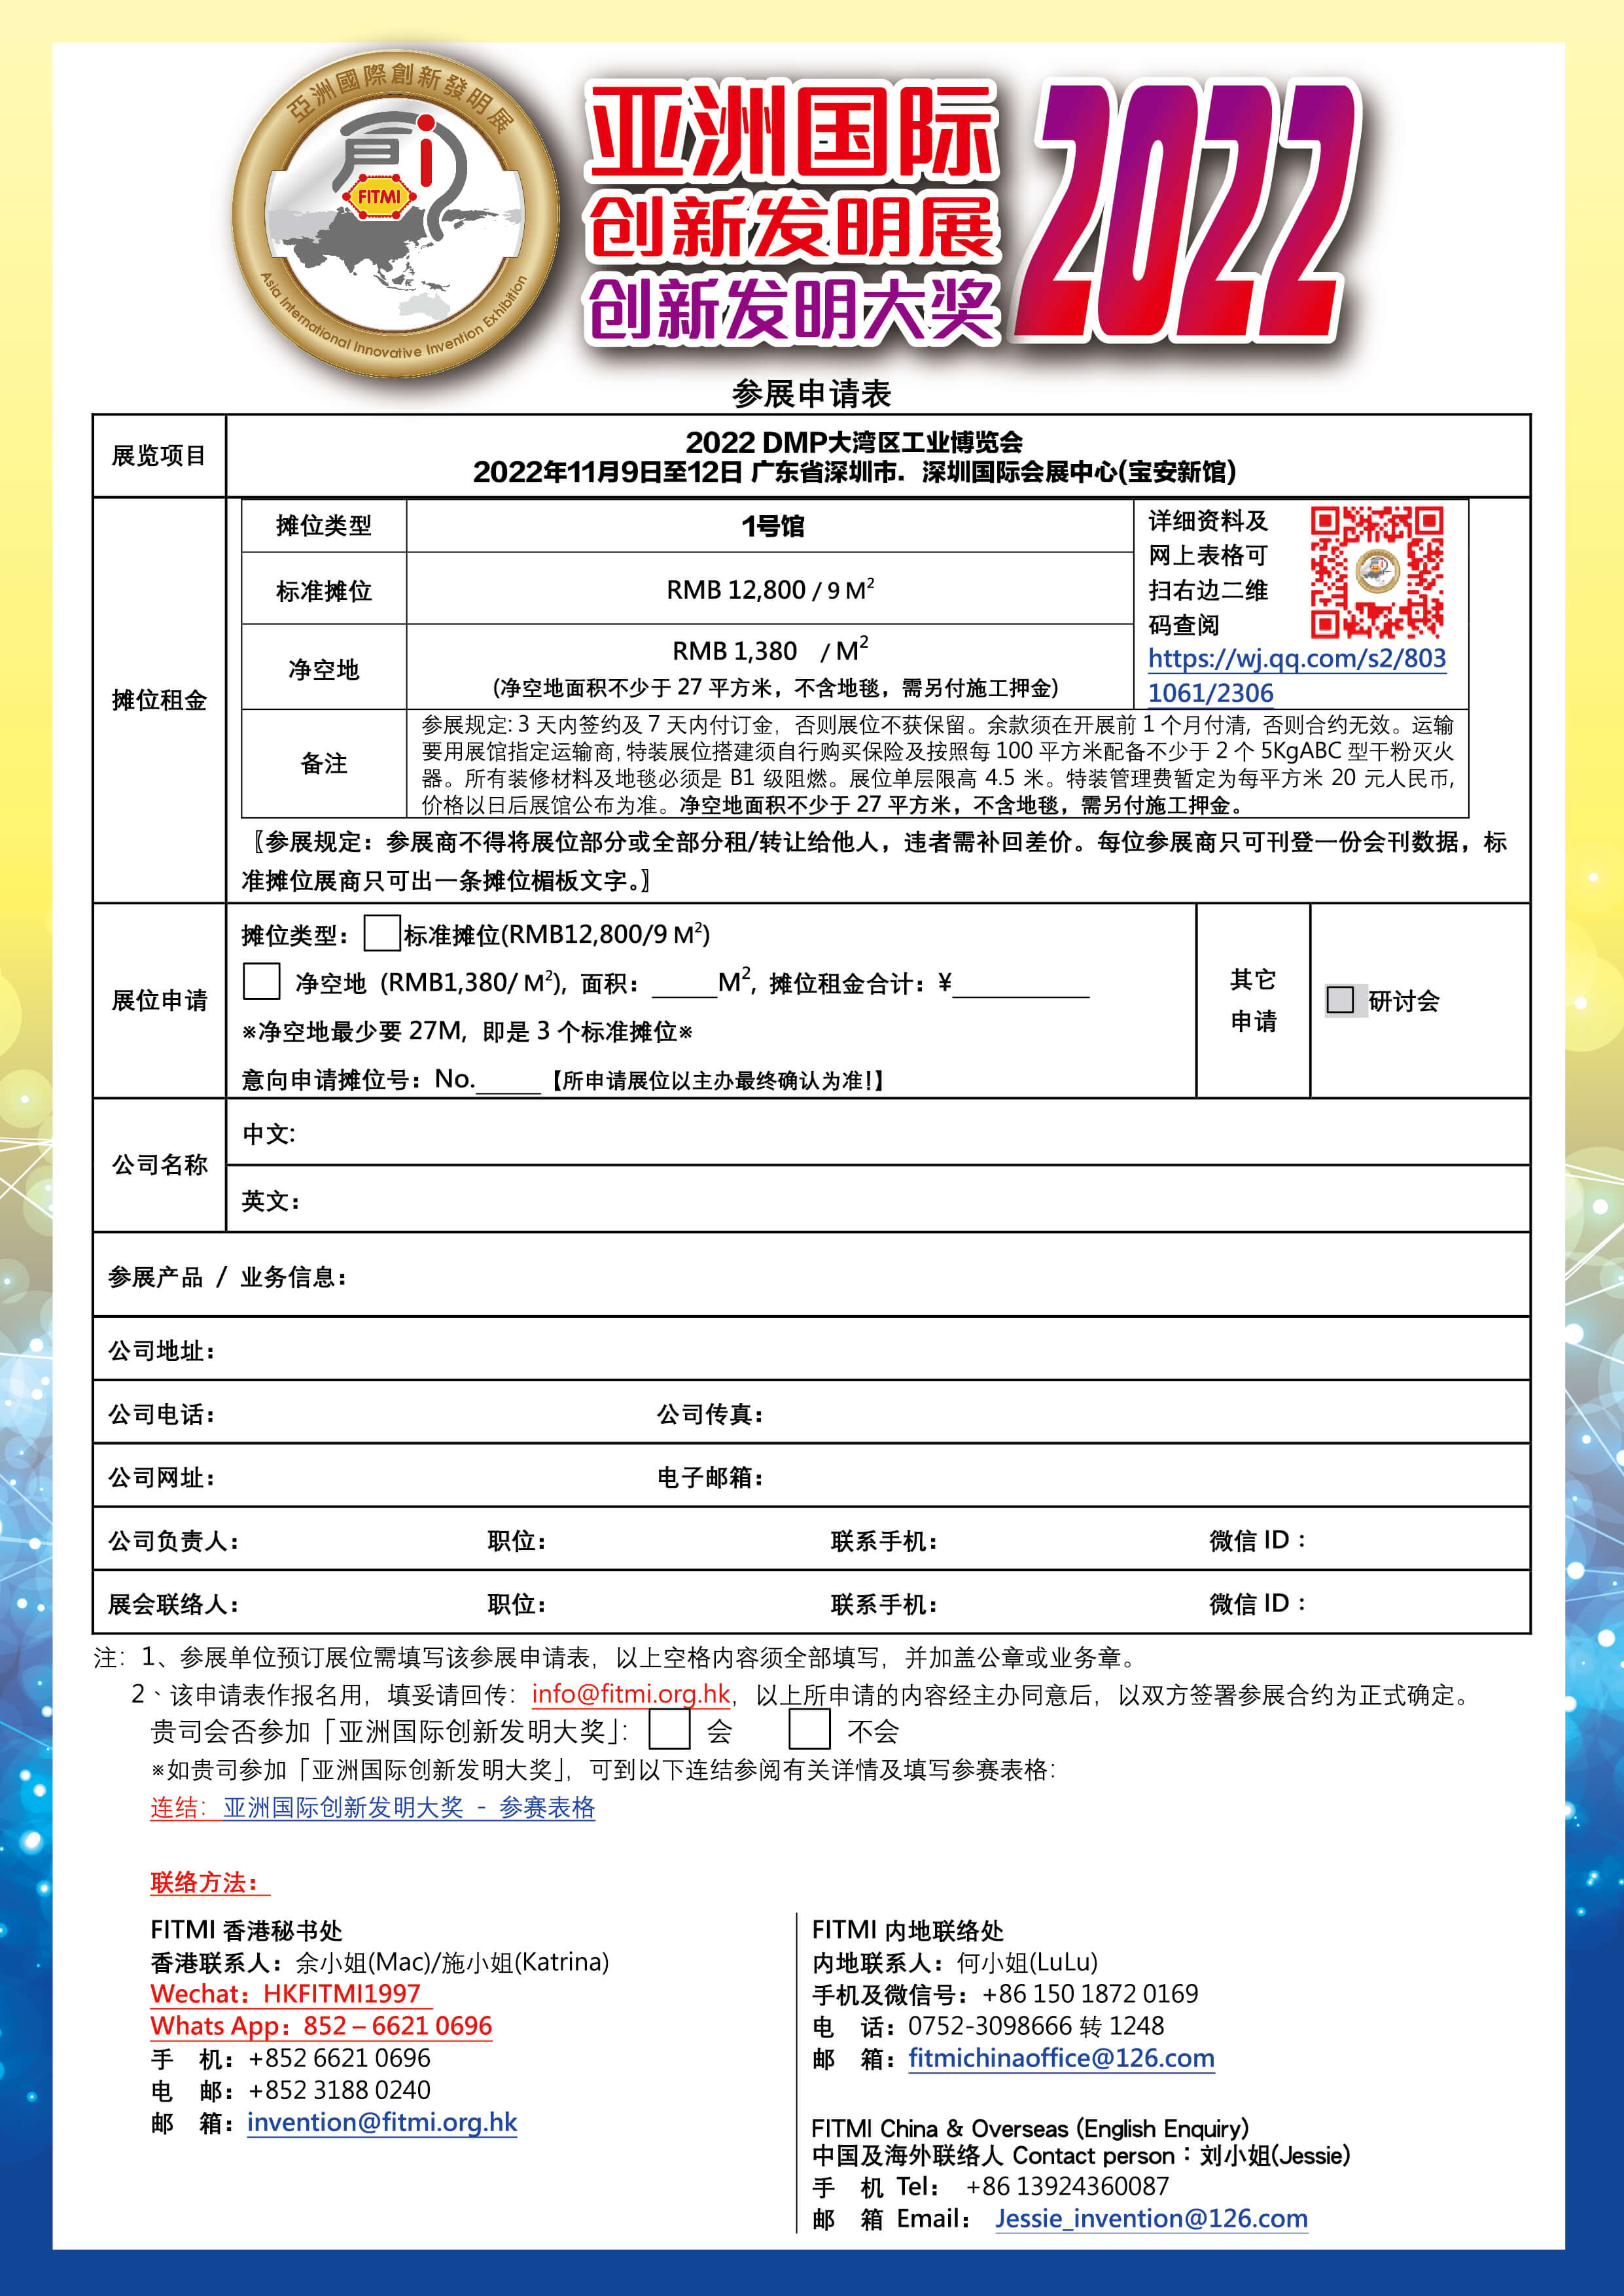 亞洲國際創新發明展
FITMI
Asia International Innovative Invention Exhibition
亚洲国际
创新发明展
创新发明大奖
2022
参展申请表
展览项目
2022 DMP大湾区工业博览会
2022年11月9日至12日 广东省深圳市．深圳国际会展中心(宝安新馆)
摊位租金
摊位类型
1号馆
标准摊位
RMB 12,800 / 9 M²
净空地
RMB 1,380 / M²
(净空地面积不少于 27 平方米，不含地毯，需另付施工押金)
详细资料及
网上表格可
扫右边二维
码查阅
https://wj.qq.com/s2/803
1061/2306
备注
参展规定: 3 天内签约及 7 天内付订金，否则展位不获保留。余款须在开展前 1 个月付清, 否则合约无效。运输
要用展馆指定运输商, 特装展位搭建须自行购买保险及按照每 100 平方米配备不少于 2 个 5KgABC 型干粉灭火
器。所有装修材料及地毯必须是 B1 级阻燃。展位单层限高 4.5 米。特装管理费暂定为每平方米 20 元人民币,
价格以日后展馆公布为准。净空地面积不少于 27 平方米，不含地毯，需另付施工押金。
〖参展规定：参展商不得将展位部分或全部分租/转让给他人，违者需补回差价。每位参展商只可刊登一份会刊数据，标
准摊位展商只可出一条摊位楣板文字。〗
展位申请
摊位类型：□标准摊位(RMB12,800/9 M²)
□ 净空地 (RMB1,380/ M²), 面积：_____M², 摊位租金合计：¥__________
※净空地最少要 27M, 即是 3 个标准摊位※
意向申请摊位号：No._____【所申请展位以主办最终确认为准!】
其它
申请
□ 研讨会
公司名称
中文:
英文：
参展产品 / 业务信息：
公司地址：
公司电话： 公司传真：
公司网址： 电子邮箱：
公司负责人： 职位： 联系手机： 微信 ID：
展会联络人： 职位： 联系手机： 微信 ID：
注：1、参展单位预订展位需填写该参展申请表，以上空格内容须全部填写，并加盖公章或业务章。
2、该申请表作报名用，填妥请回传：info@fitmi.org.hk，以上所申请的内容经主办同意后，以双方签署参展合约为正式确定。
贵司会否参加「亚洲国际创新发明大奖」: □ 会 □ 不会
※如贵司参加「亚洲国际创新发明大奖」，可到以下连结参阅有关详情及填写参赛表格:
连结：亚洲国际创新发明大奖 - 参赛表格
联络方法：
FITMI 香港秘书处
香港联系人：余小姐(Mac)/施小姐(Katrina)
Wechat：HKFITMI1997
Whats App：852 – 6621 0696
手 机：+852 6621 0696
电 邮：+852 3188 0240
邮 箱：invention@fitmi.org.hk
FITMI 内地联络处
内地联系人：何小姐(LuLu)
手机及微信号：+86 150 1872 0169
电 话：0752-3098666 转 1248
邮 箱：fitmichinaoffice@126.com
FITMI China & Overseas (English Enquiry)
中国及海外联络人 Contact person：刘小姐(Jessie)
手 机 Tel： +86 13924360087
邮 箱 Email： Jessie_invention@126.com